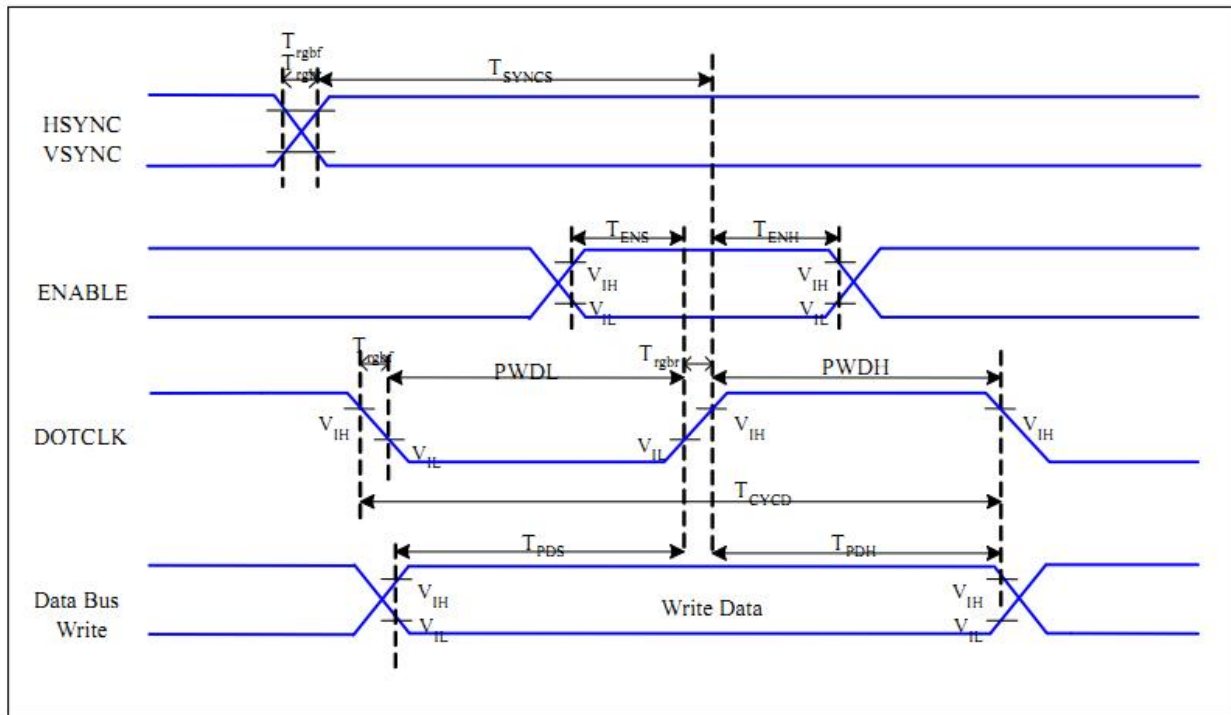 Trgbf
Trgbr
TSYNCS
HSYNC
VSYNC
TENS
TENH
VIH
VIH
ENABLE
VIL
VIL
Trgbf
Trgbr
PWDL
PWDH
VIH
VIH
VIH
DOTCLK
VIL
VIL
TCYCD
TPDS
TPDH
VIH
VIH
Data Bus
Write Data
Write
VIL
VIL